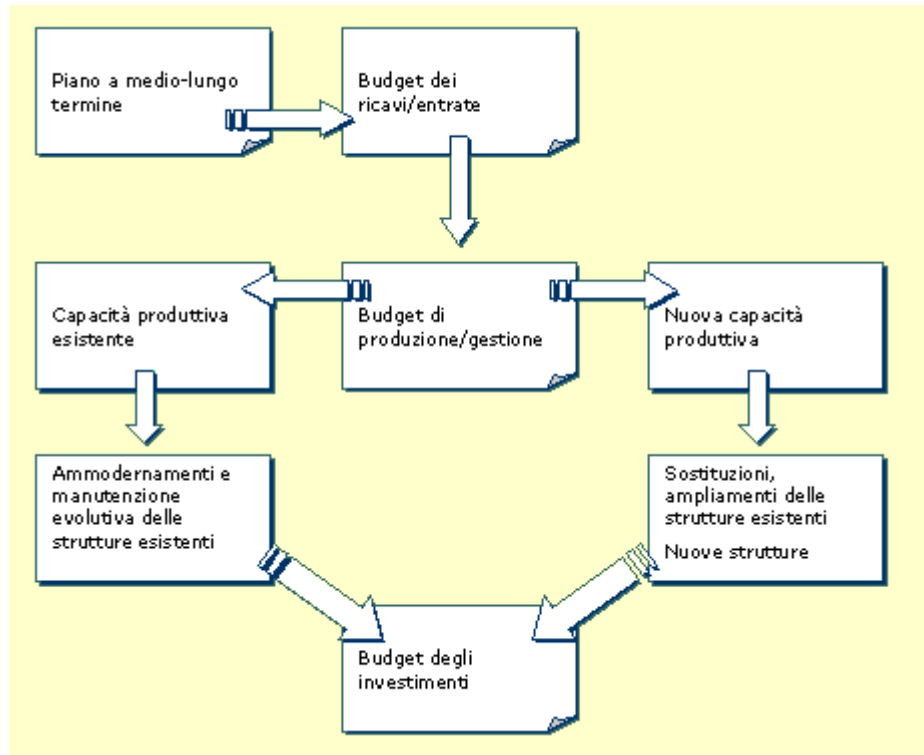 Piano a medio-lungo
termine
Budget dei
ricavi/entrate
Capacità produttiva
esistente
Budget di
produzione/gestione
Nuova capacità
produttiva
Ammodernamenti e
manutenzione
evolutiva delle
strutture esistenti
Sostituzioni,
ampliamenti delle
strutture esistenti
Nuove strutture
Budget degli
investimenti